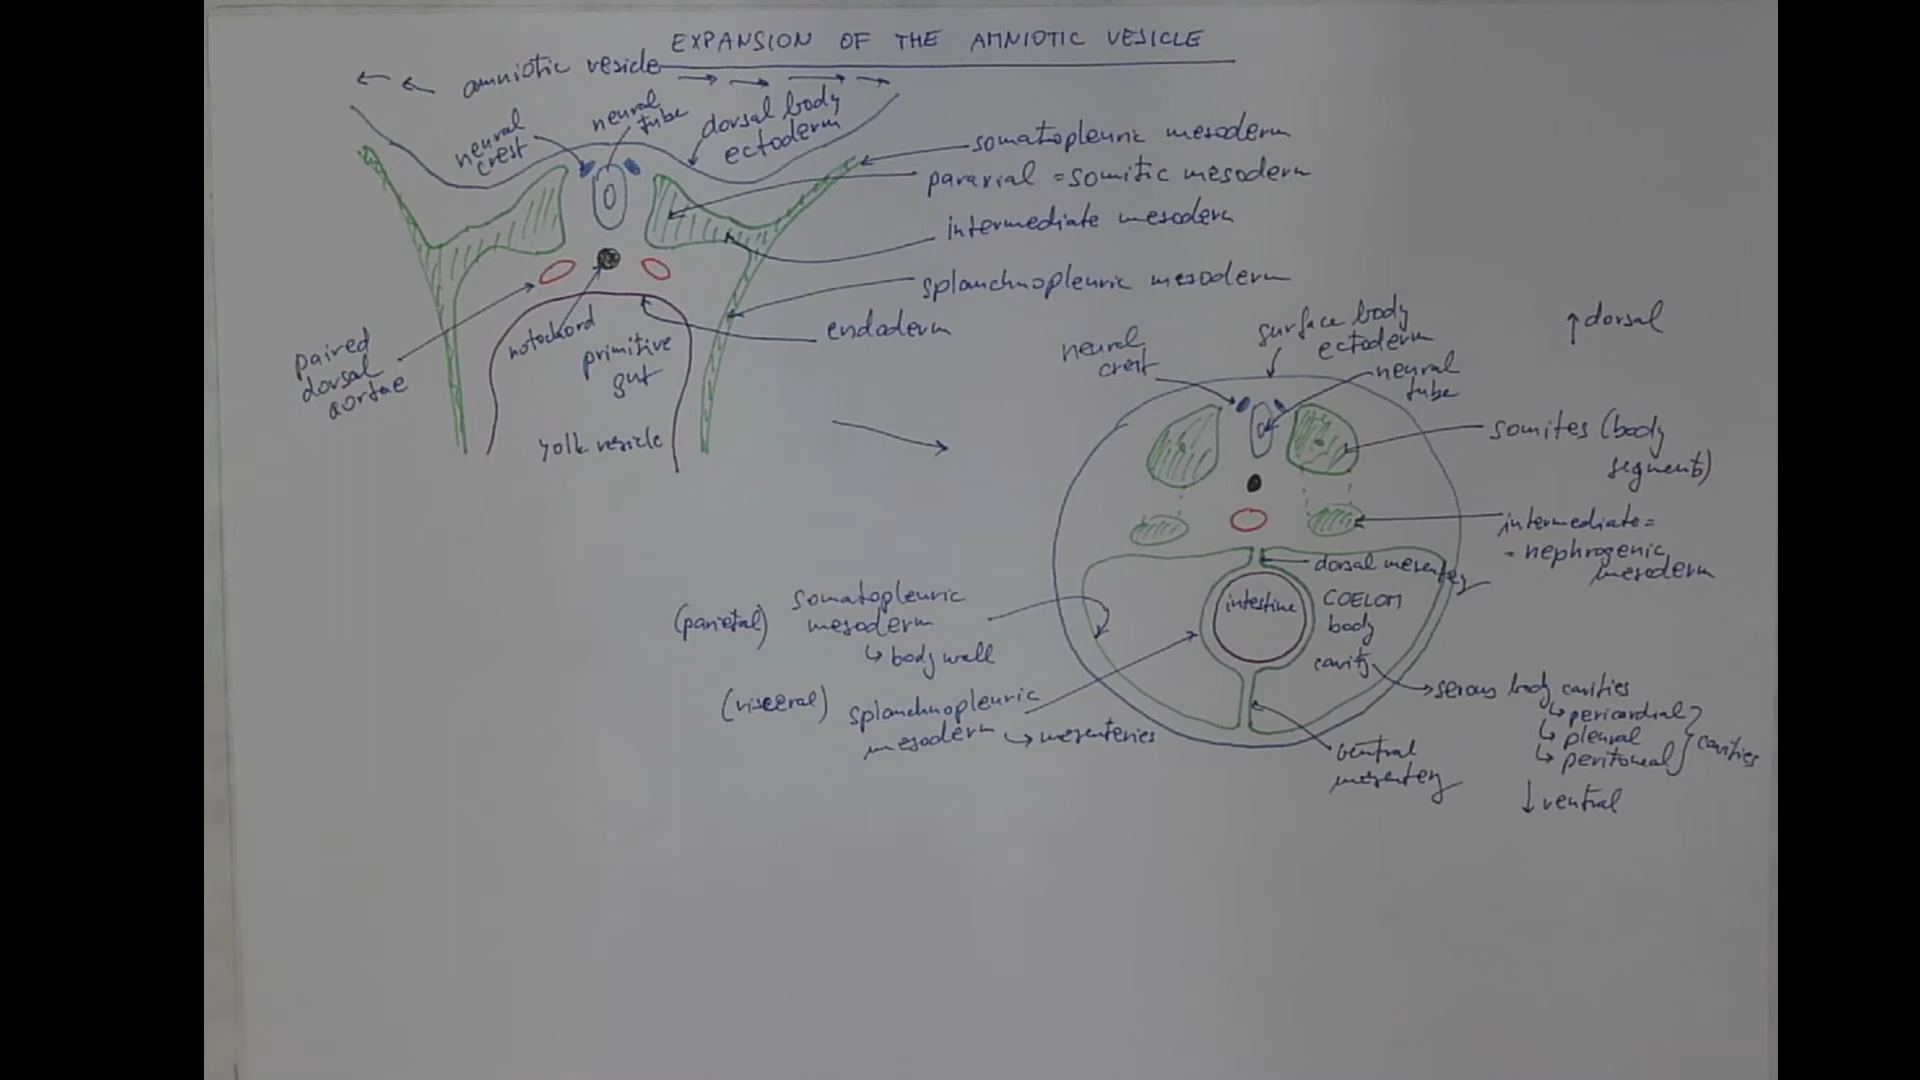 EXPANSION OF THE AMNIOTIC VESICLE
amniotic vesicle
neural
crest
neural
tube
dorsal body
ectoderm
somatopleuric mesoderm
paraxial = somitic mesoderm
intermediate mesoderm
splanchnopleuric mesoderm
endoderm
paired
dorsal
aortae
notochord
primitive
gut
yolk vesicle
↑ dorsal
neural
crest
surface body
ectoderm
neural
tube
somites (body
segments)
intermediate =
= nephrogenic
mesoderm
dorsal mesentery
intestine
COELOM
body
cavity
(parietal) somatopleuric
mesoderm
↳ body wall
(visceral) splanchnopleuric
mesoderm → mesenteries
serous body cavities
↳ pericardial
↳ pleural
↳ peritoneal } cavities
ventral
mesentery
↓ ventral